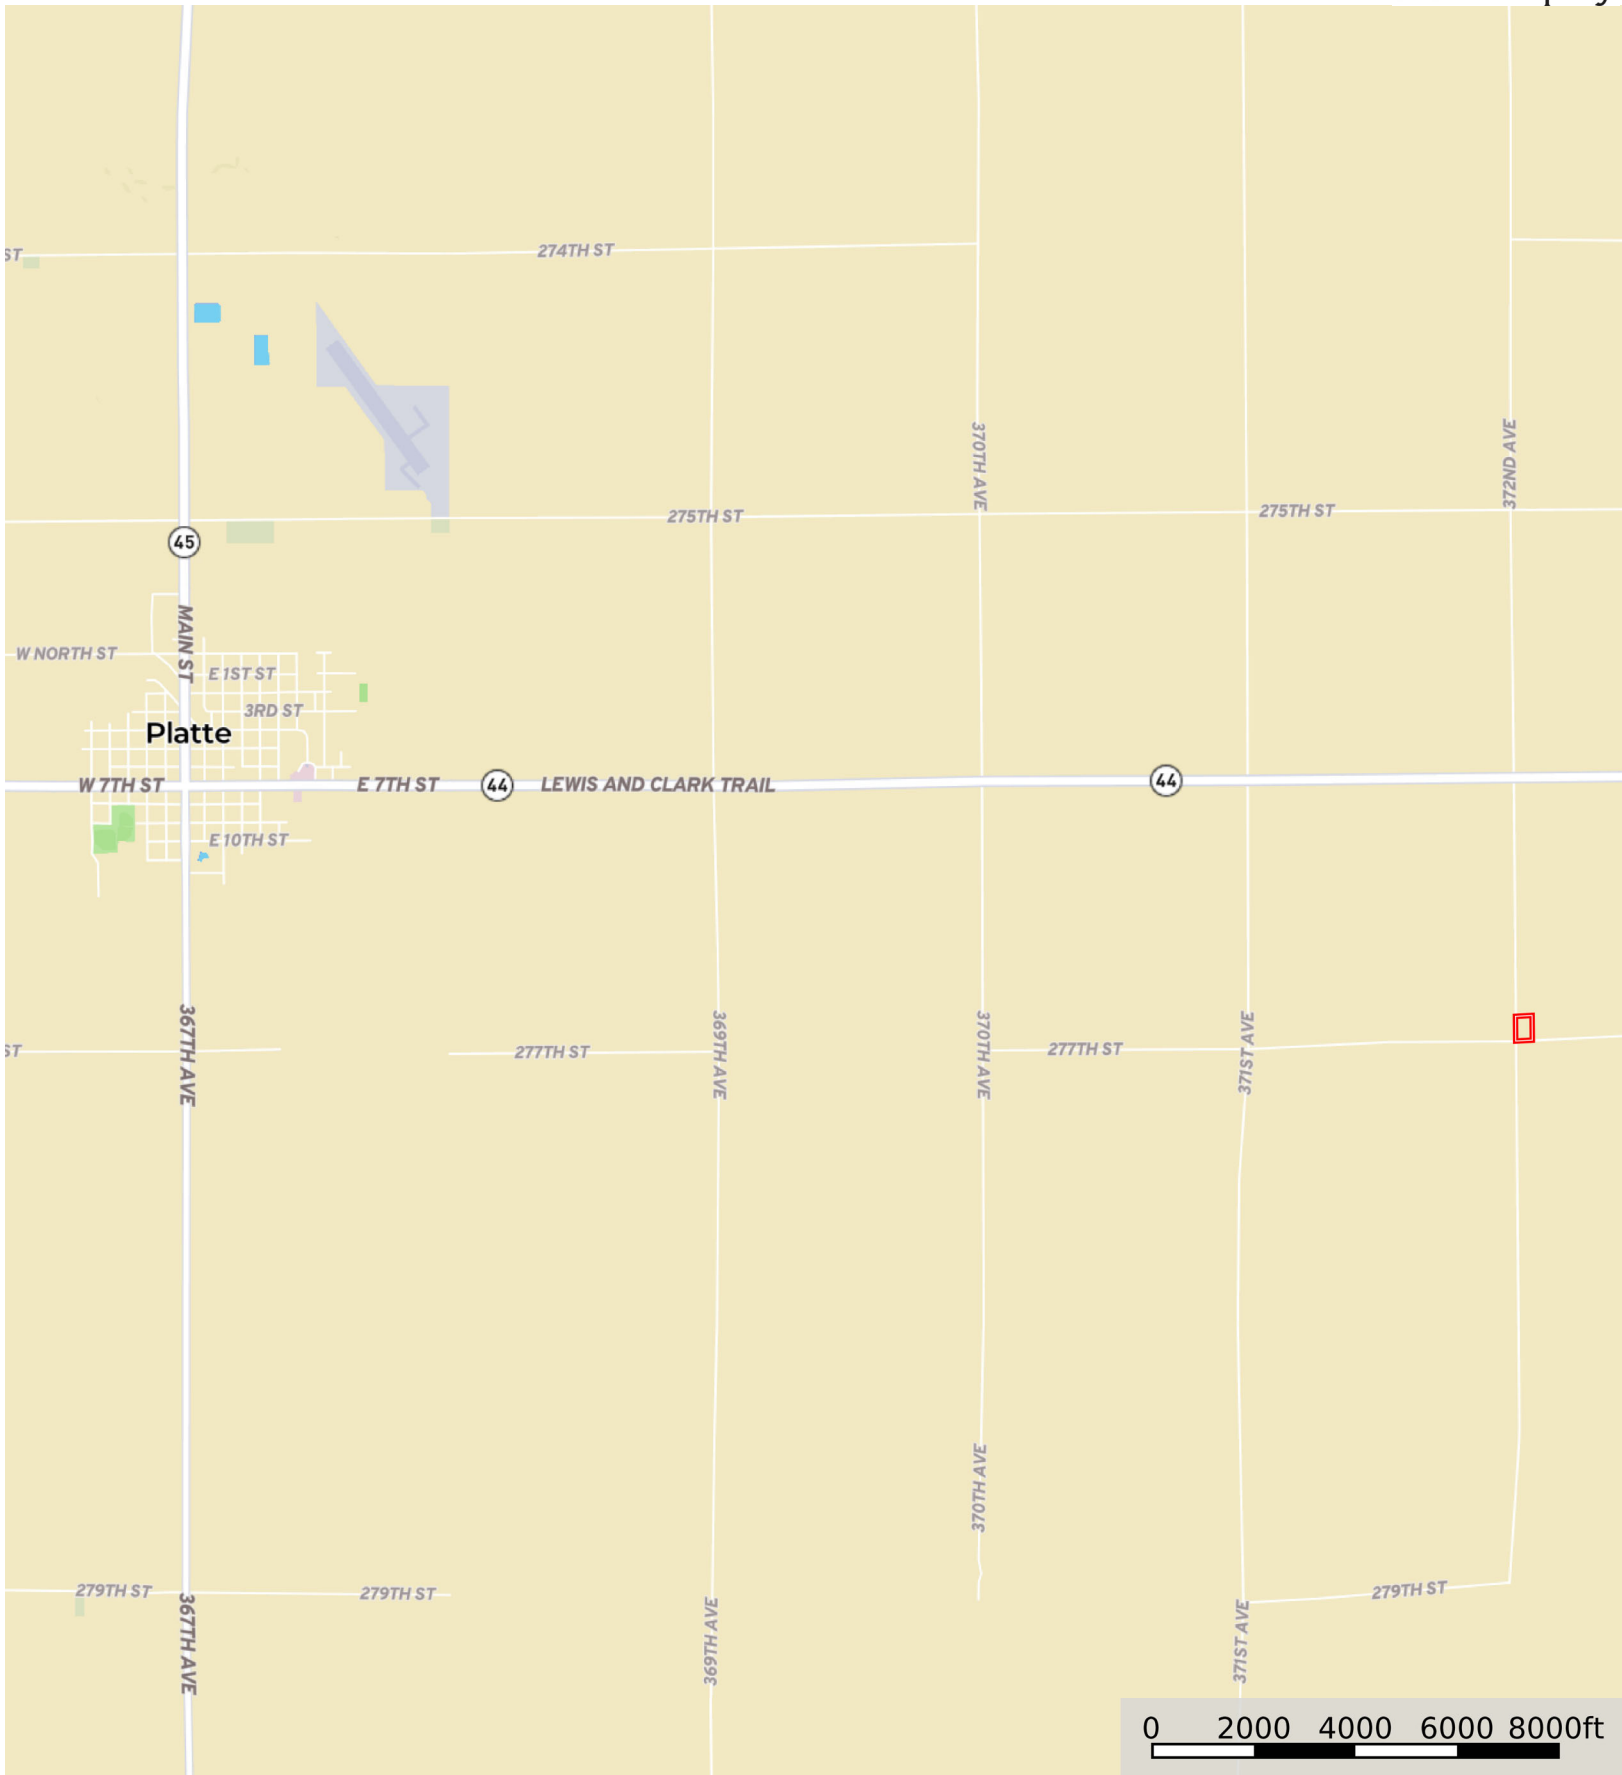 274TH ST
ST
370TH AVE
372ND AVE
275TH ST
275TH ST
45
MAIN ST
W NORTH ST
E 1ST ST
3RD ST
Platte
W 7TH ST
E 7TH ST
44
LEWIS AND CLARK TRAIL
44
E 10TH ST
367TH AVE
369TH AVE
370TH AVE
371ST AVE
ST
277TH ST
277TH ST
370TH AVE
279TH ST
279TH ST
279TH ST
367TH AVE
369TH AVE
371ST AVE
0 2000 4000 6000 8000ft